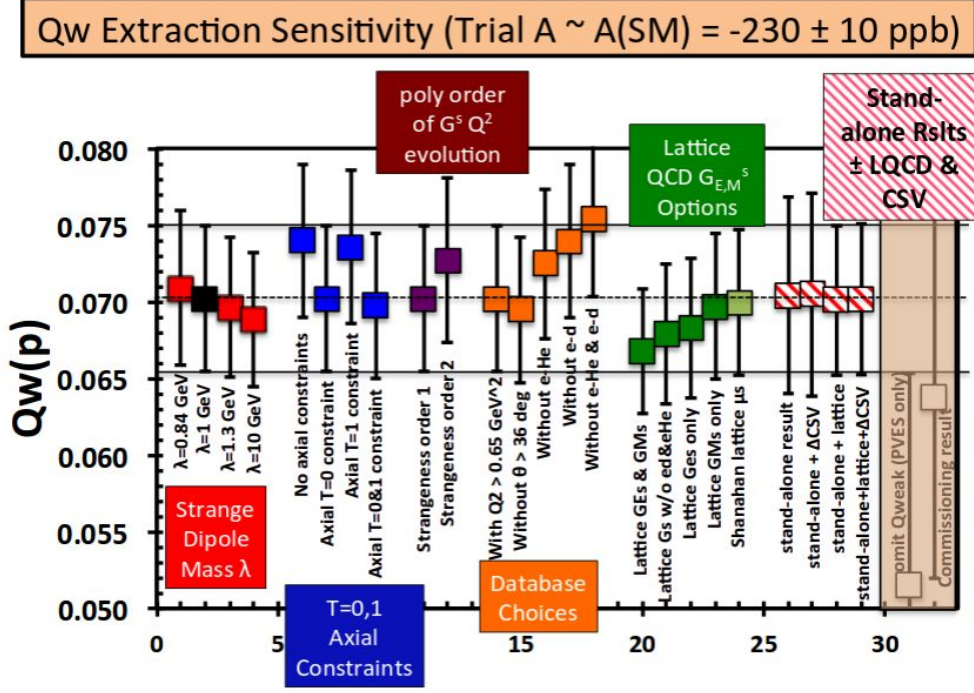 Qw Extraction Sensitivity (Trial A ~ A(SM) = -230 ± 10 ppb)
poly order
of Gˢ Q²
evolution
Lattice
QCD G_E,Mˢ
Options
Stand-
alone Rslts
± LQCD &
CSV
Qw(p)
0.080
0.075
0.070
0.065
0.060
0.055
0.050
λ=0.84 GeV
λ=1 GeV
λ=1.3 GeV
λ=10 GeV
No axial constraints
Axial T=0 constraint
Axial T=1 constraint
Axial T=0&1 constraint
Strangeness order 1
Strangeness order 2
With Q2 > 0.65 GeV^2
Without θ > 36 deg
Without e-He
Without e-d
Without e-He & e-d
Lattice GEs & GMs
Lattice Gs w/o ed&eHe
Lattice Ges only
Lattice GMs only
Shanahan lattice μs
stand-alone result
stand-alone + ΔCSV
stand-alone + lattice
stand-alone+lattice+ΔCSV
omit Qweak (PVES only)
Commissioning result
Strange
Dipole
Mass λ
T=0,1
Axial
Constraints
Database
Choices
0
5
15
20
25
30